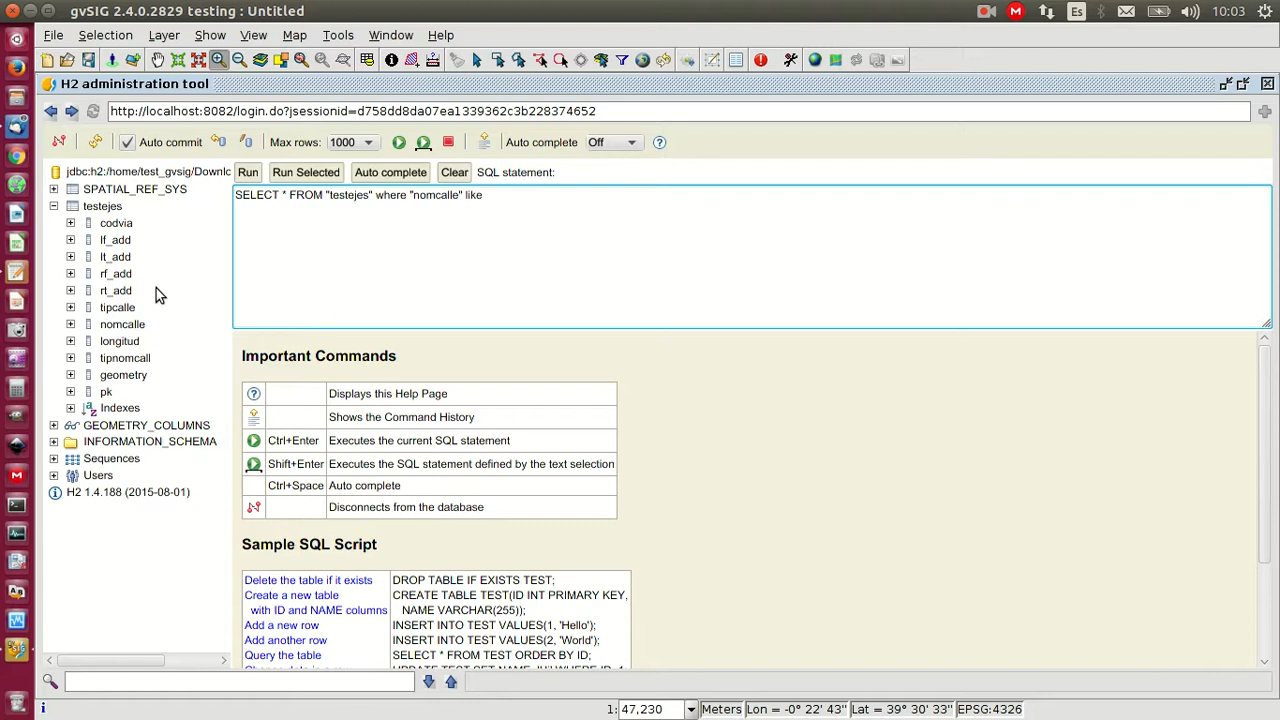 gvSIG 2.4.0.2829 testing : Untitled
Es
10:03
File Selection Layer Show View Map Tools Window Help
H2 administration tool
http://localhost:8082/login.do?jsessionid=d758dd8da07ea1339362c3b228374652
Auto commit Max rows: 1000 Auto complete Off
jdbc:h2:/home/test_gvsig/Downlo
Run Run Selected Auto complete Clear SQL statement:
SPATIAL_REF_SYS
testejes
codvia
lf_add
lt_add
rf_add
rt_add
tipcalle
nomcalle
longitud
tipnomcall
geometry
pk
Indexes
GEOMETRY_COLUMNS
INFORMATION_SCHEMA
Sequences
Users
H2 1.4.188 (2015-08-01)
SELECT * FROM "testejes" where "nomcalle" like
Important Commands
Displays this Help Page
Shows the Command History
Ctrl+Enter Executes the current SQL statement
Shift+Enter Executes the SQL statement defined by the text selection
Ctrl+Space Auto complete
Disconnects from the database
Sample SQL Script
Delete the table if it exists DROP TABLE IF EXISTS TEST;
Create a new table CREATE TABLE TEST(ID INT PRIMARY KEY,
with ID and NAME columns NAME VARCHAR(255));
Add a new row INSERT INTO TEST VALUES(1, 'Hello');
Add another row INSERT INTO TEST VALUES(2, 'World');
Query the table SELECT * FROM TEST ORDER BY ID;
1: 47,230 Meters Lon = -0° 22' 43" Lat = 39° 30' 33" EPSG:4326